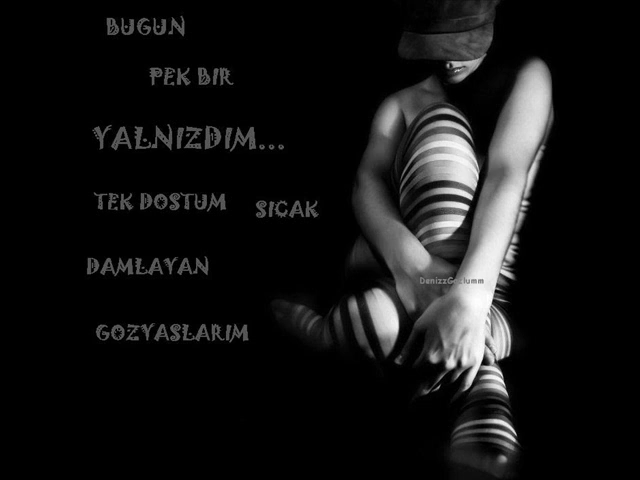 BUGUN
PEK BIR
YALNIZDIM...
TEK DOSTUM SICAK
DAMLAYAN
GOZYASLARIM